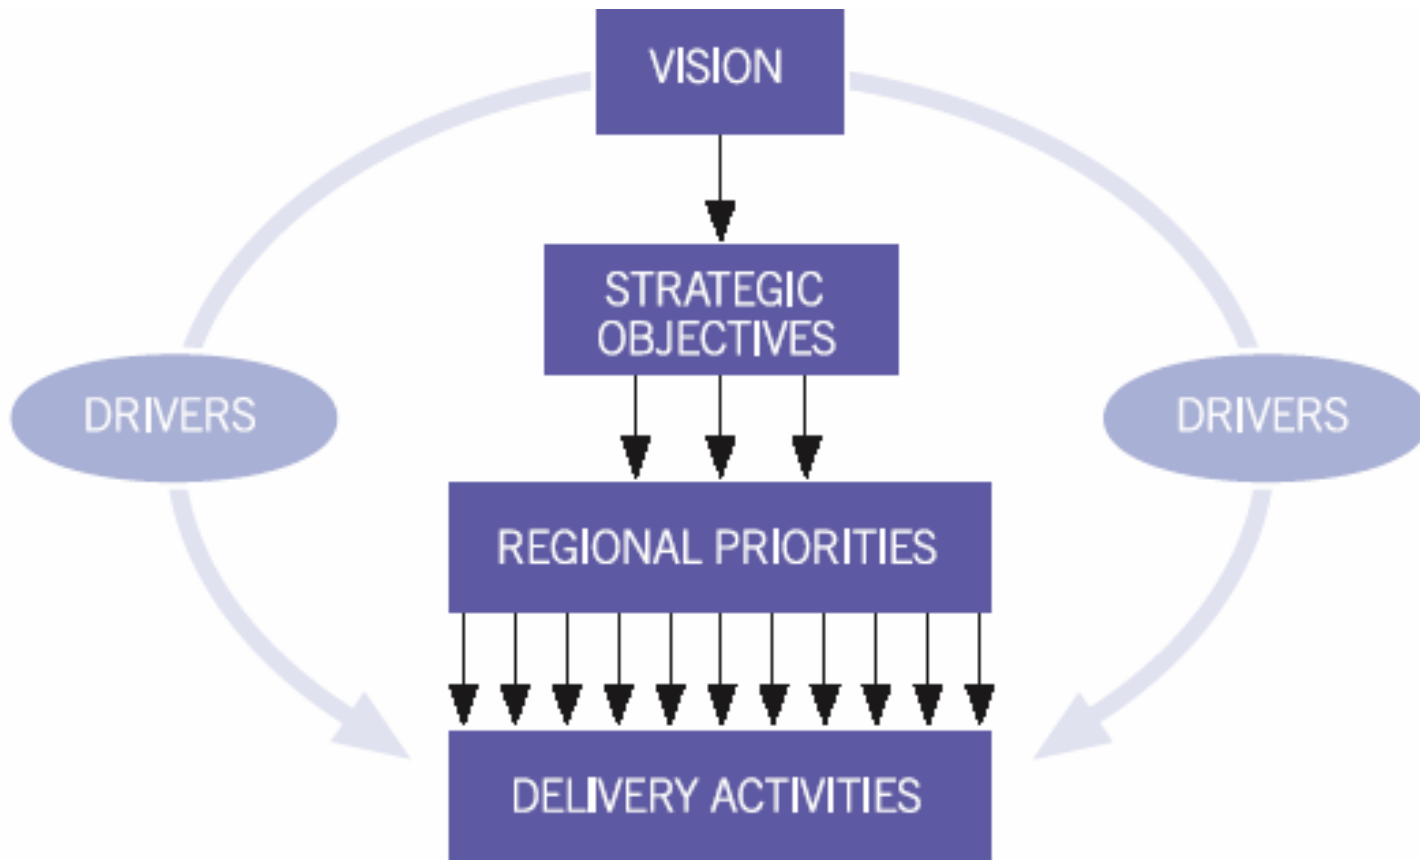 VISION
STRATEGIC
OBJECTIVES
DRIVERS
DRIVERS
REGIONAL PRIORITIES
DELIVERY ACTIVITIES